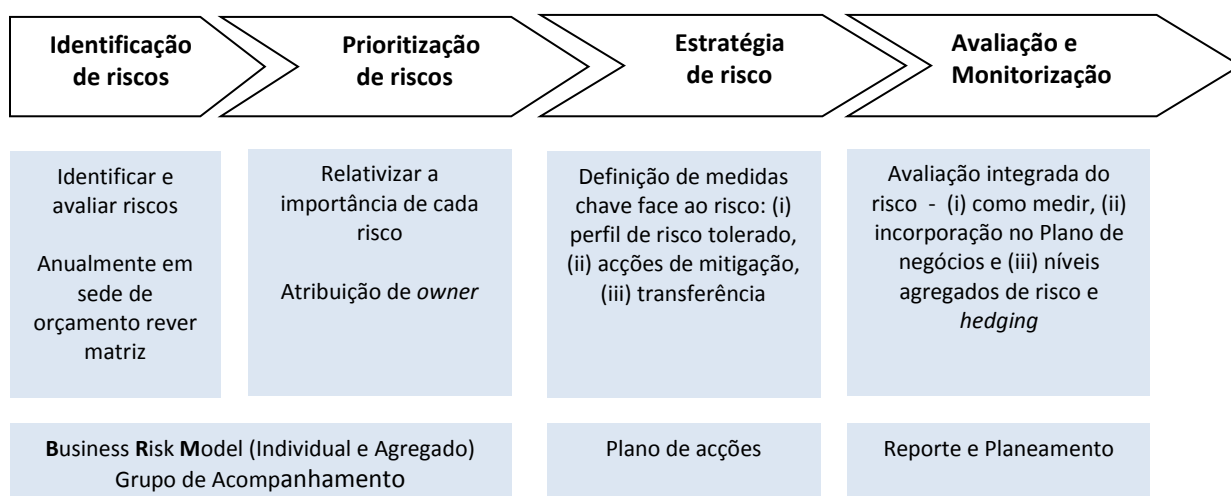 Identificação
de riscos
Prioritização
de riscos
Estratégia
de risco
Avaliação e
Monitorização
Identificar e
avaliar riscos
Anualmente em
sede de
orçamento rever
matriz
Relativizar a
importância de cada
risco
Atribuição de owner
Definição de medidas
chave face ao risco: (i)
perfil de risco tolerado,
(ii) acções de mitigação,
(iii) transferência
Avaliação integrada do
risco - (i) como medir, (ii)
incorporação no Plano de
negócios e (iii) níveis
agregados de risco e
hedging
Business Risk Model (Individual e Agregado)
Grupo de Acompanhamento
Plano de acções
Reporte e Planeamento